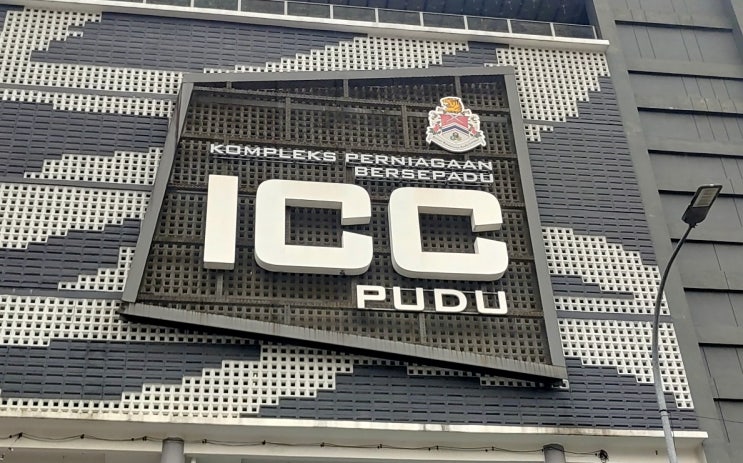 KOMPLEKS PERNIAGAAN
BERSEPADU
ICC
PUDU